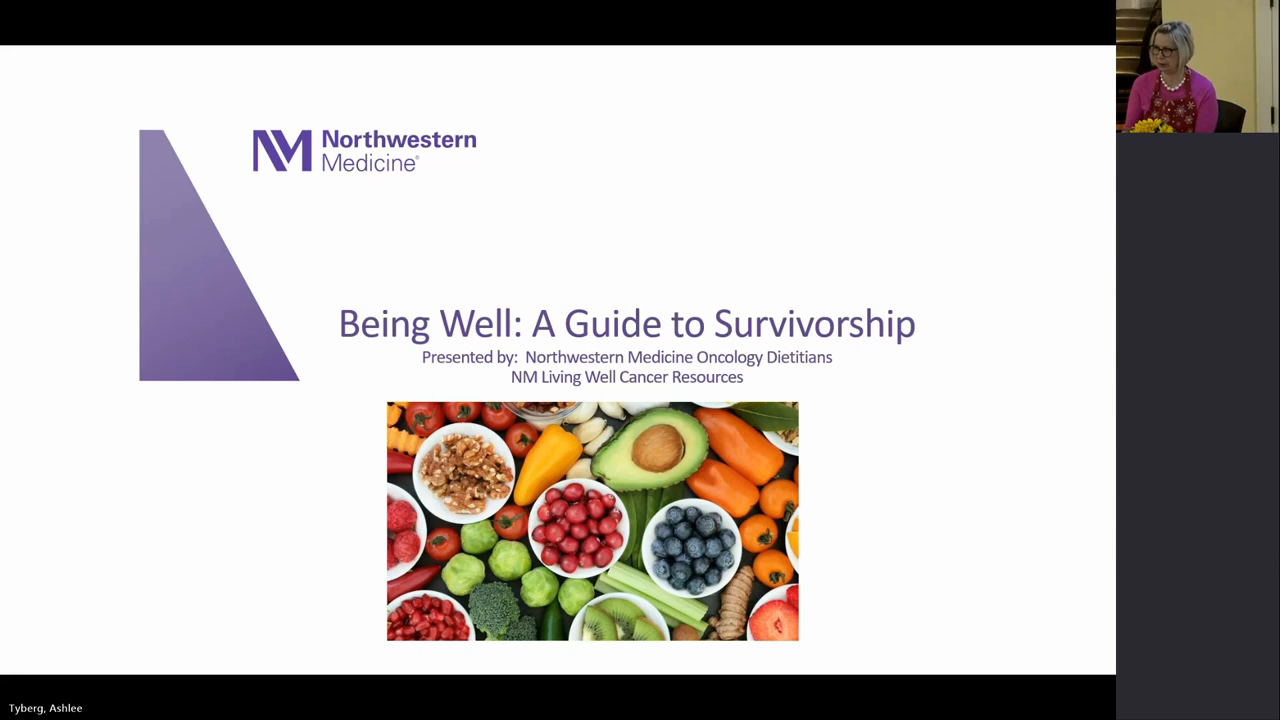 Northwestern
Medicine®
Being Well: A Guide to Survivorship
Presented by: Northwestern Medicine Oncology Dietitians
NM Living Well Cancer Resources
Tyberg, Ashlee